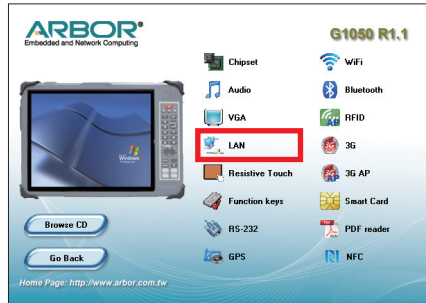 ARBOR®
Embedded and Network Computing
G1050 R1.1
Chipset
WiFi
Audio
Bluetooth
VGA
RFID
LAN
3G
Resistive Touch
3G AP
Function keys
Smart Card
RS-232
PDF reader
GPS
NFC
Windows
Browse CD
Go Back
Home Page: http://www.arbor.com.tw